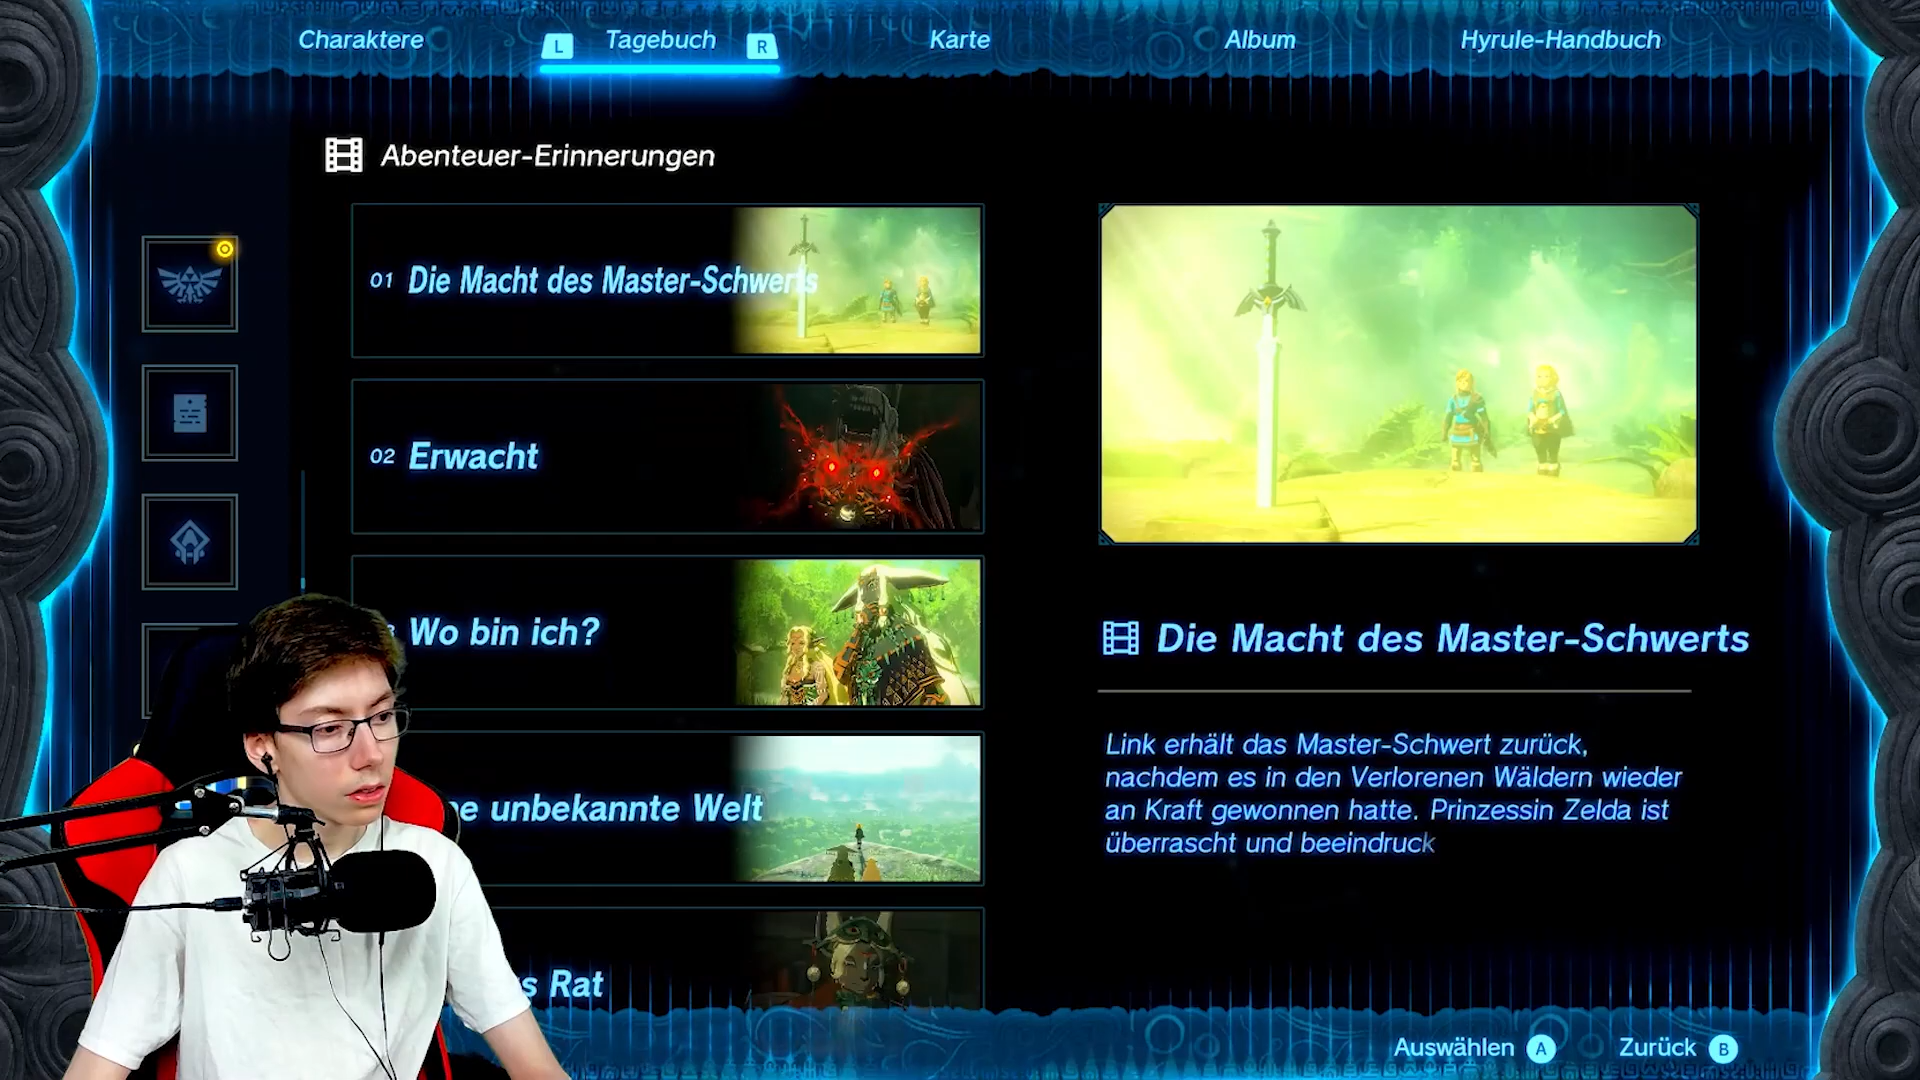 Charaktere
L
Tagebuch
R
Karte
Album
Hyrule-Handbuch
Abenteuer-Erinnerungen
01 Die Macht des Master-Schwerts
02 Erwacht
Wo bin ich?
unbekannte Welt
Rat
Die Macht des Master-Schwerts
Link erhält das Master-Schwert zurück,
nachdem es in den Verlorenen Wäldern wieder
an Kraft gewonnen hatte. Prinzessin Zelda ist
überrascht und beeindruck
Auswählen A
Zurück B